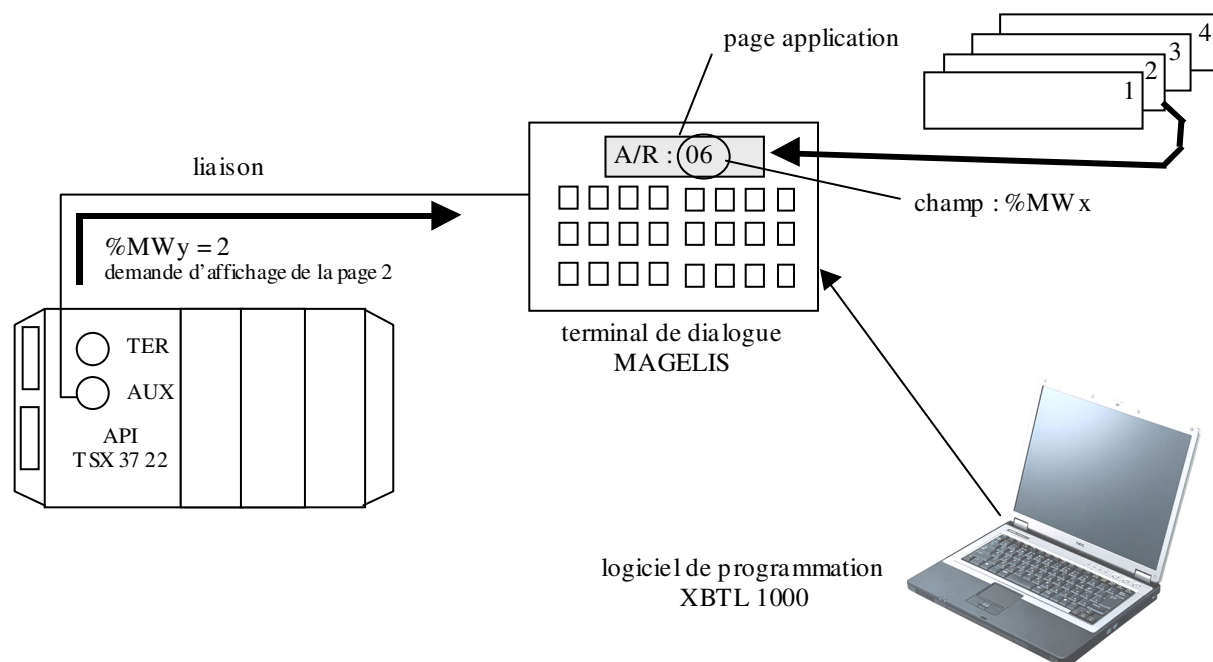 page application
4
3
2
1
A/R : 06
liaison
champ : %MWx
%MWy = 2
demande d'affichage de la page 2
terminal de dialogue
MAGELIS
TER
AUX
API
TSX 37 22
logiciel de programmation
XBTL 1000